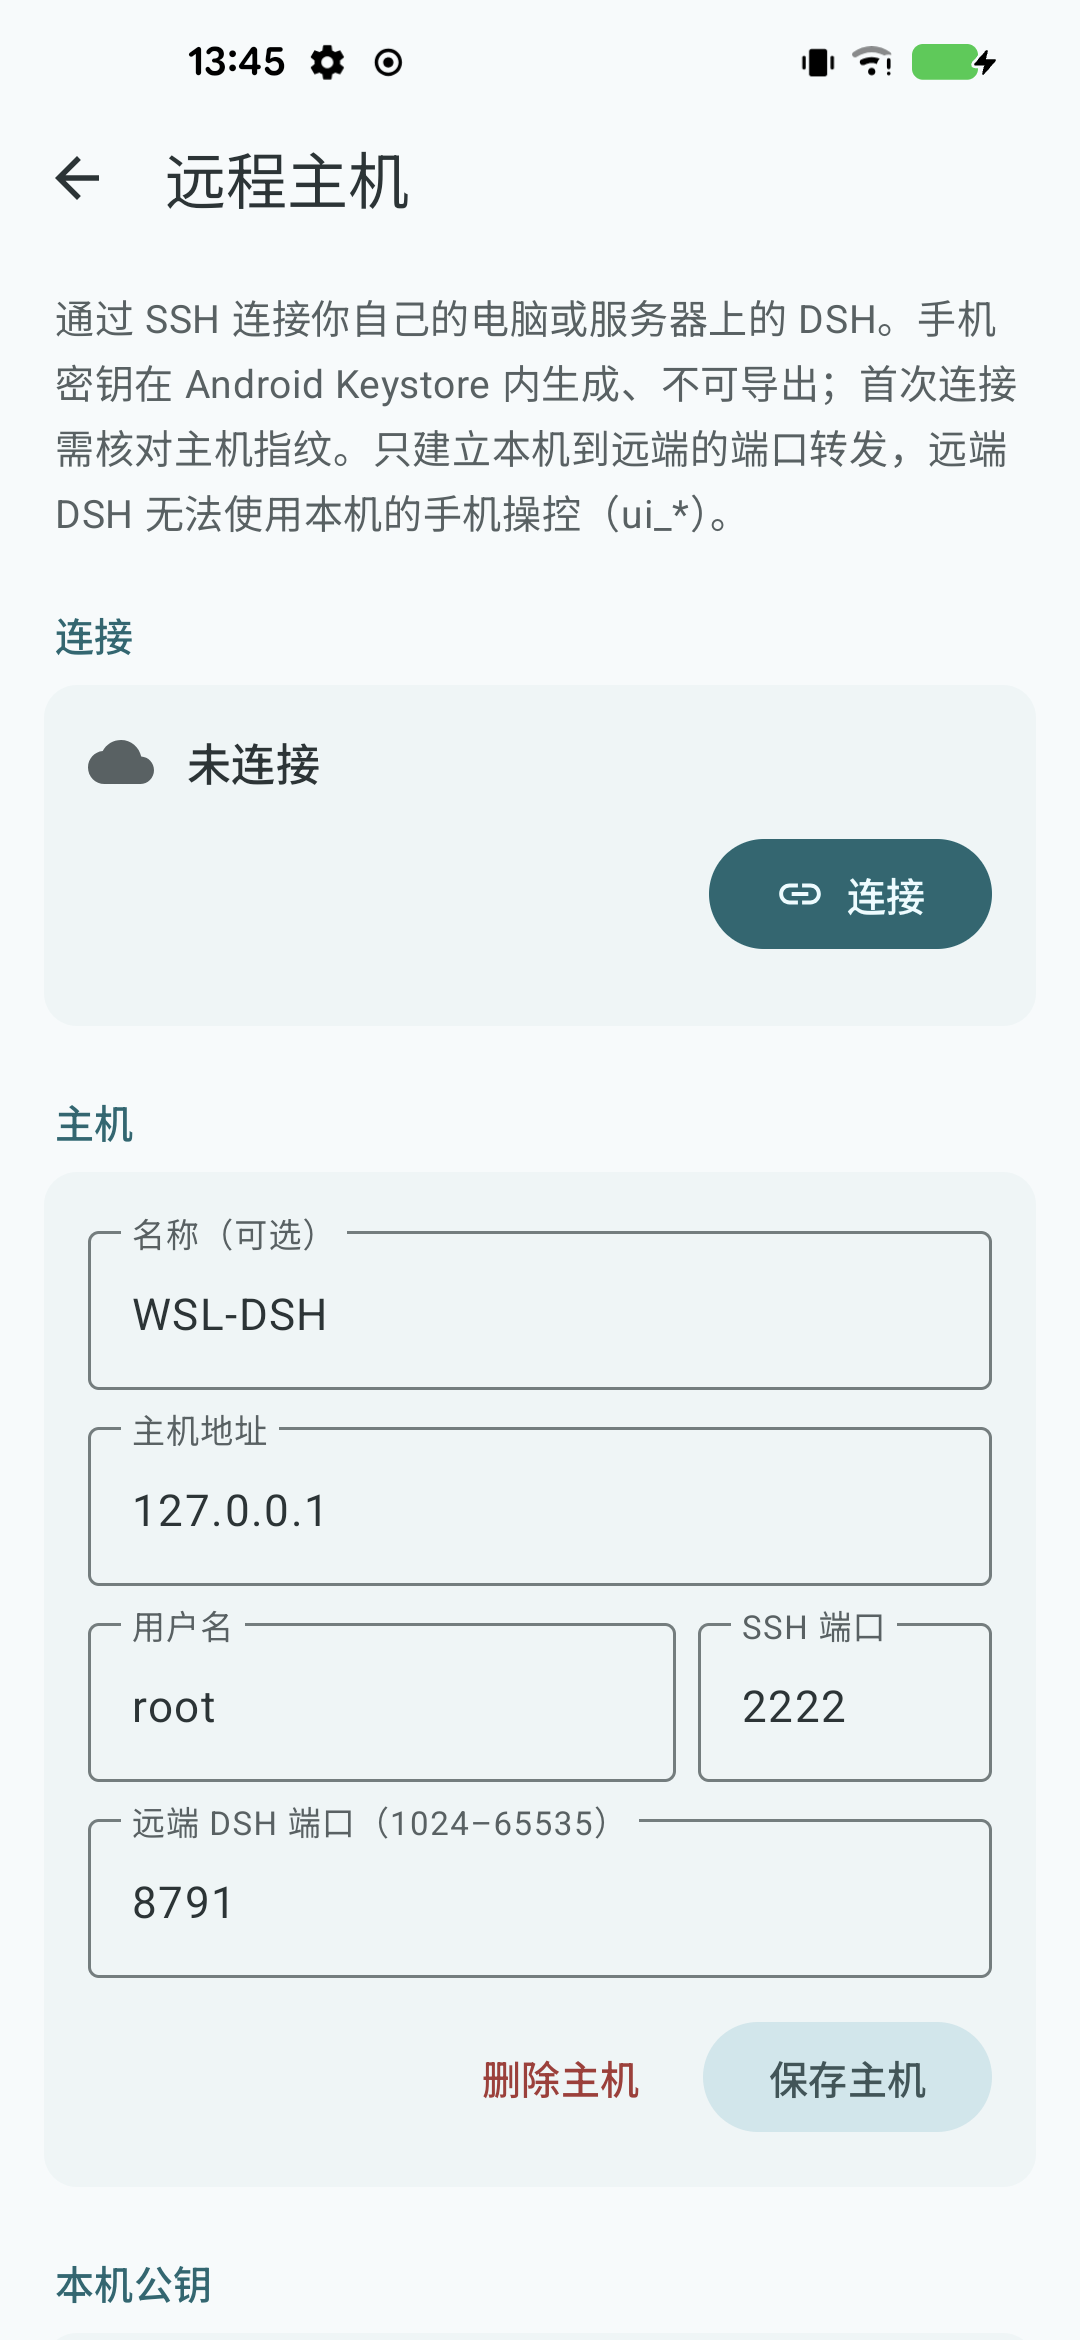 13:45
远程主机
通过 SSH 连接你自己的电脑或服务器上的 DSH。手机
密钥在 Android Keystore 内生成、不可导出；首次连接
需核对主机指纹。只建立本机到远端的端口转发，远端
DSH 无法使用本机的手机操控（ui_*）。
连接
未连接
连接
主机
名称（可选）
WSL-DSH
主机地址
127.0.0.1
用户名
SSH 端口
root
2222
远端 DSH 端口（1024–65535）
8791
删除主机
保存主机
本机公钥